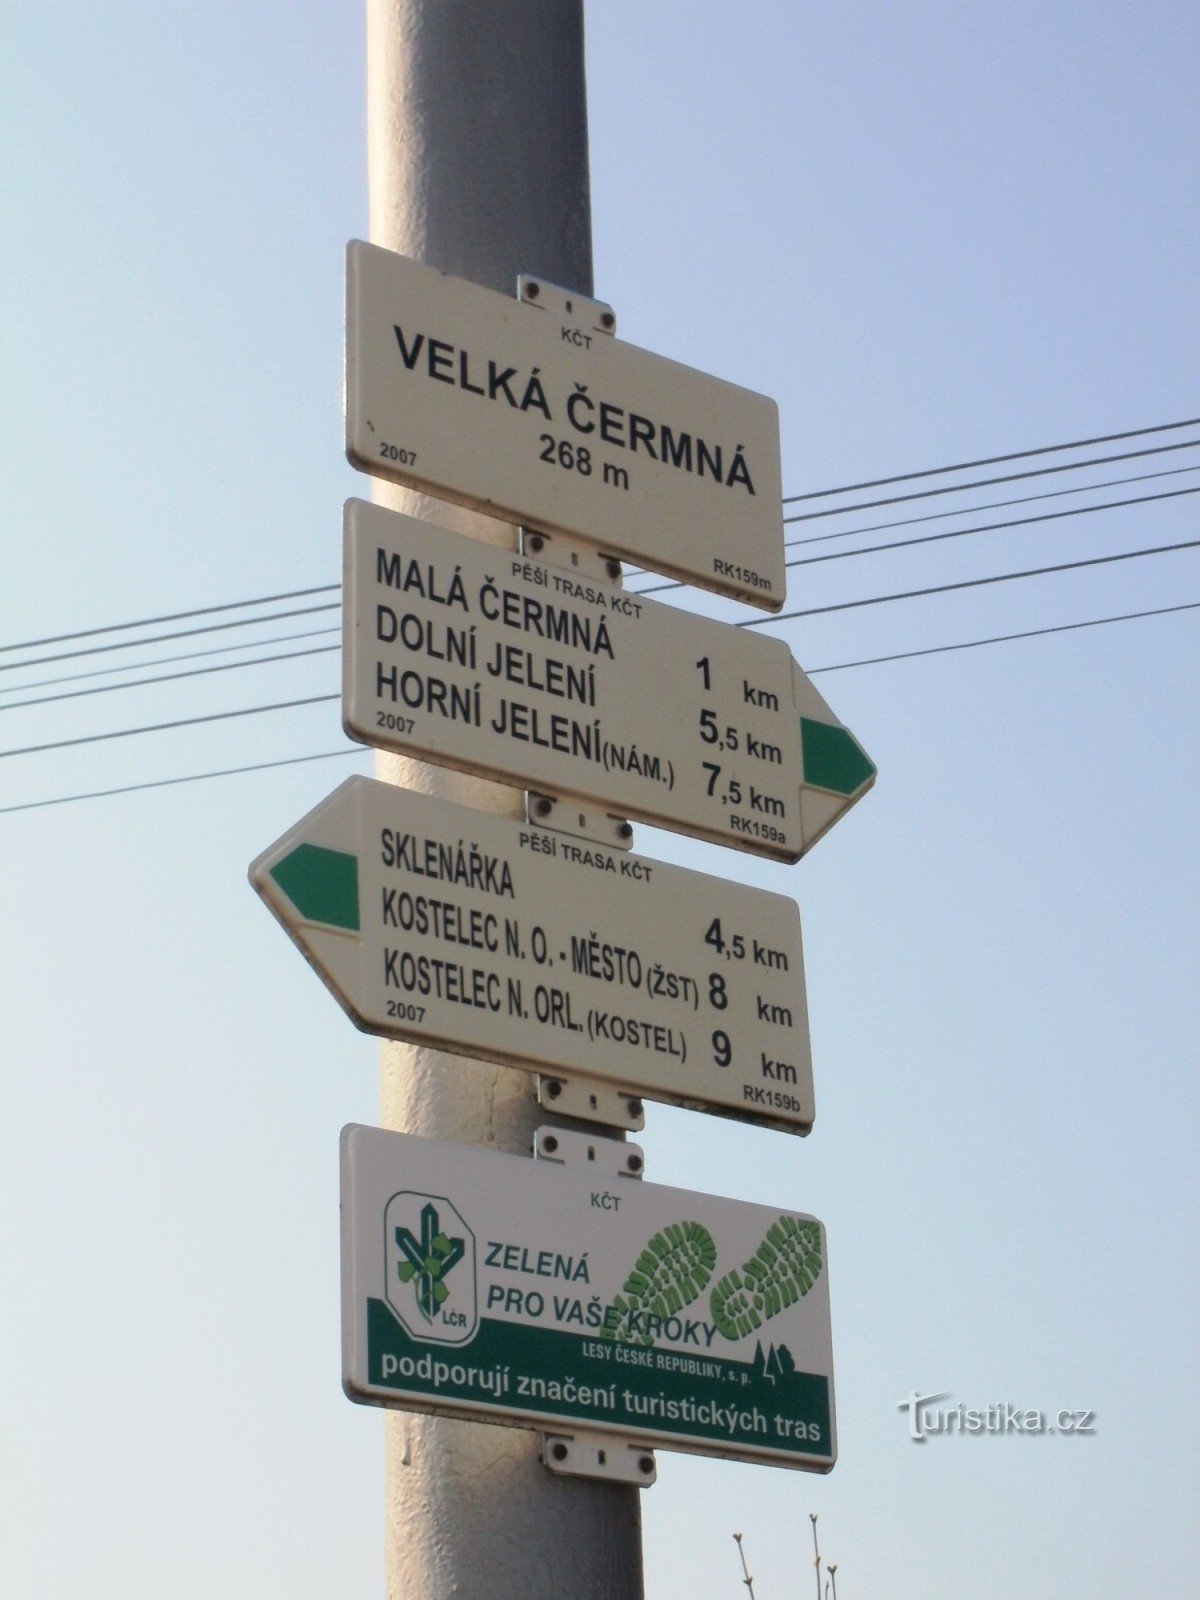 KČT
VELKÁ ČERMNÁ
268 m
2007
RK159m
PĚŠÍ TRASA KČT
MALÁ ČERMNÁ 1 km
DOLNÍ JELENÍ 5,5 km
HORNÍ JELENÍ (NÁM.) 7,5 km
2007
RK159a
PĚŠÍ TRASA KČT
SKLENÁŘKA 4,5 km
KOSTELEC N. O. - MĚSTO (ŽST) 8 km
KOSTELEC N. ORL. (KOSTEL) 9 km
2007
RK159b
KČT
ZELENÁ
PRO VAŠE KROKY
LČR
LESY ČESKÉ REPUBLIKY, s. p.
podporují značení turistických tras
Turistika.cz